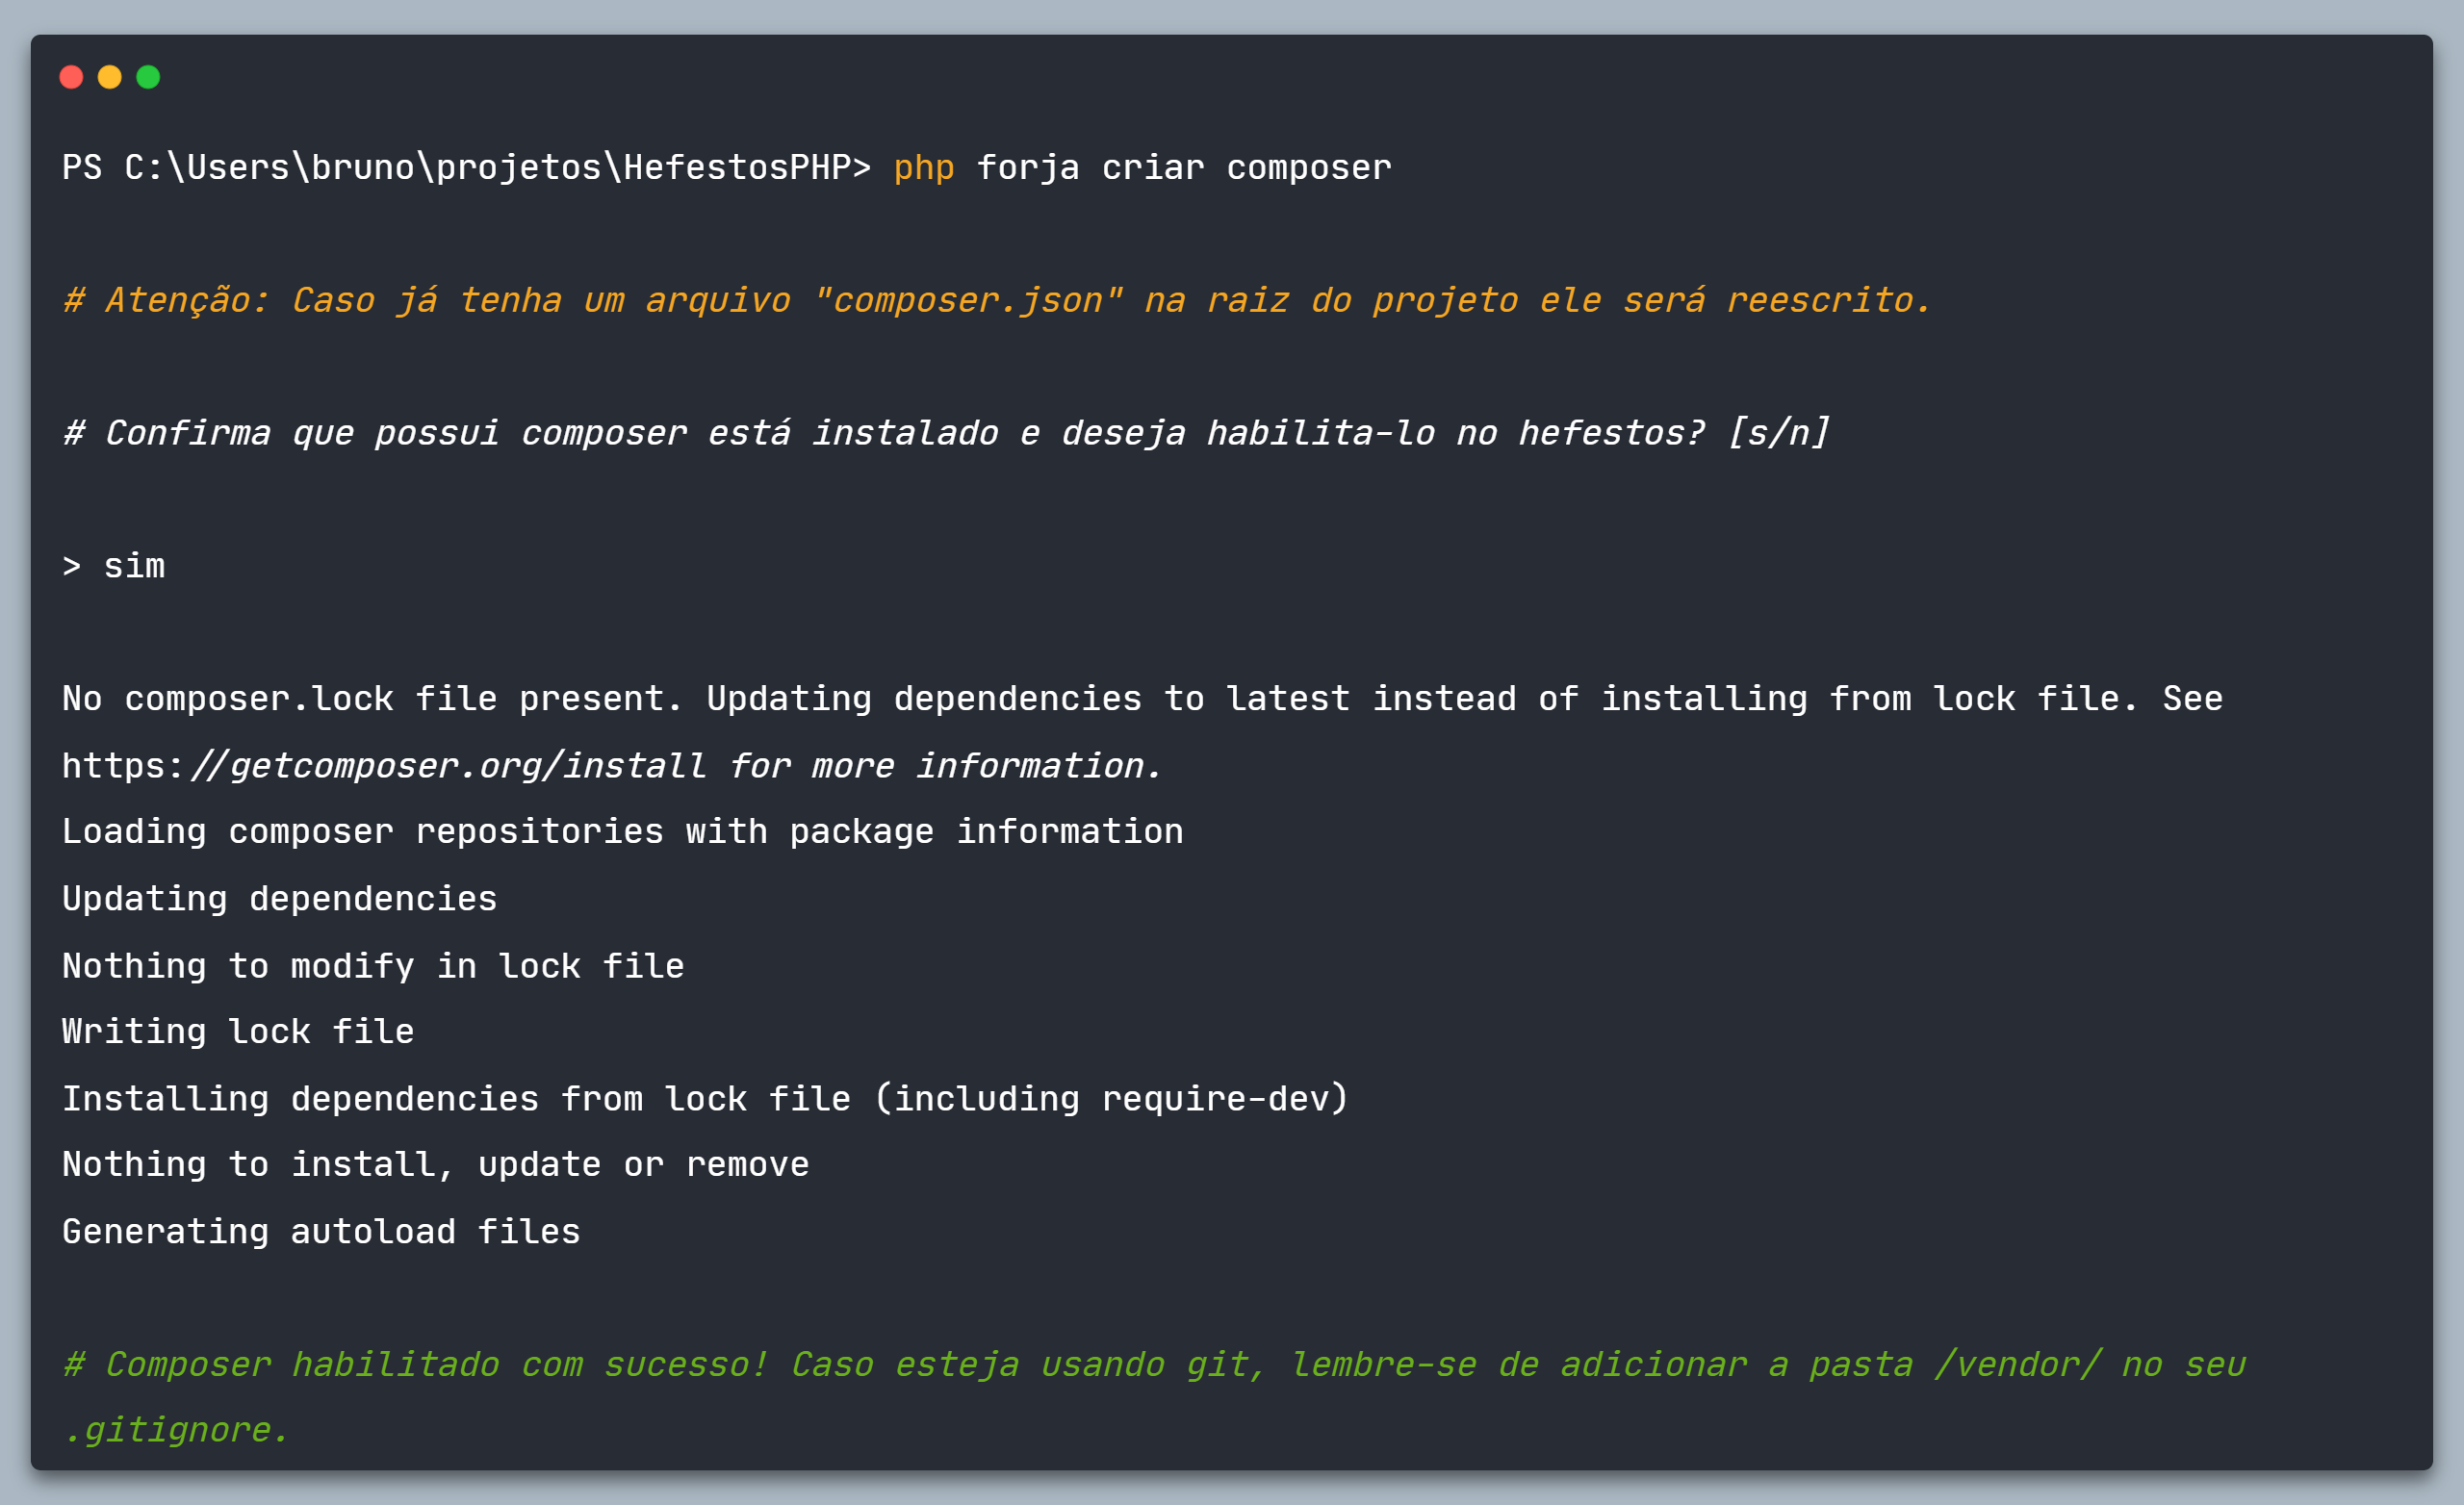 PS C:\Users\bruno\projetos\HefestosPHP> php forja criar composer
# Atenção: Caso já tenha um arquivo "composer.json" na raiz do projeto ele será reescrito.
# Confirma que possui composer está instalado e deseja habilita-lo no hefestos? [s/n]
> sim
No composer.lock file present. Updating dependencies to latest instead of installing from lock file. See
https://getcomposer.org/install for more information.
Loading composer repositories with package information
Updating dependencies
Nothing to modify in lock file
Writing lock file
Installing dependencies from lock file (including require-dev)
Nothing to install, update or remove
Generating autoload files
# Composer habilitado com sucesso! Caso esteja usando git, lembre-se de adicionar a pasta /vendor/ no seu
.gitignore.